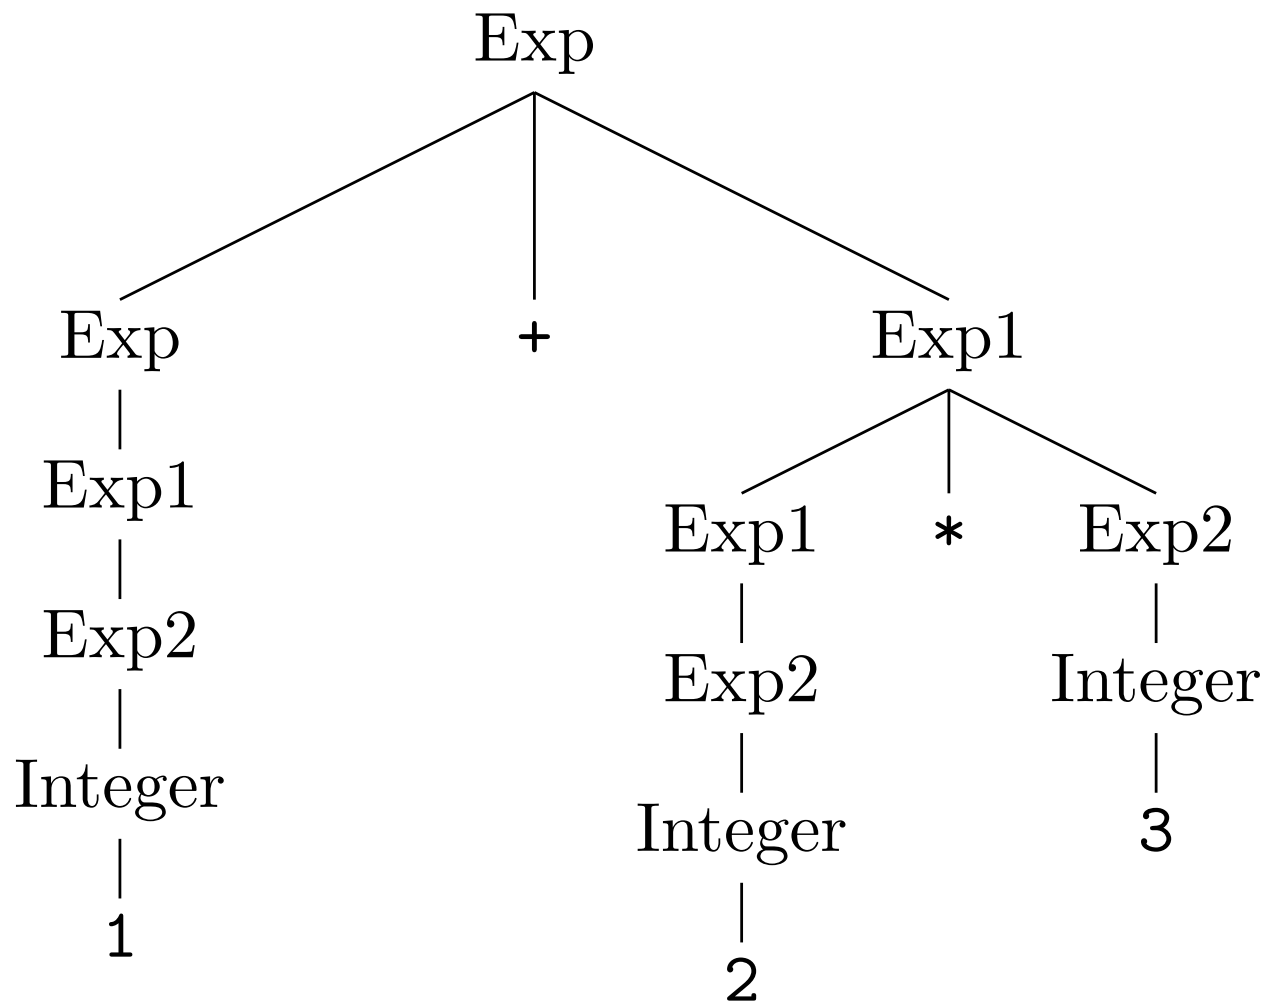 Exp
Exp + Exp1
Exp1
Exp1 * Exp2
Exp2
Exp2 Integer
Integer
Integer 3
1
2